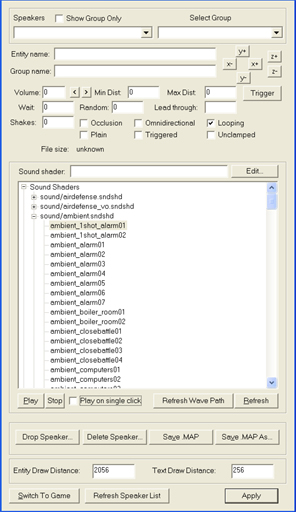 Speakers Show Group Only Select Group
Entity name:
Group name:
y+
x- x+
y-
z+
z-
Volume: 0 < > Min Dist: 0 Max Dist: 0 Trigger
Wait: 0 Random: 0 Lead through:
Shakes: 0 Occlusion Omnidirectional Looping
Plain Triggered Unclamped
File size: unknown
Sound shader: Edit...
Sound Shaders
sound/airdefense.sndshd
sound/airdefense_vo.sndshd
sound/ambient.sndshd
ambient_1shot_alarm01
ambient_1shot_alarm02
ambient_alarm01
ambient_alarm02
ambient_alarm03
ambient_alarm04
ambient_alarm05
ambient_alarm06
ambient_alarm07
ambient_boiler_room01
ambient_boiler_room02
ambient_closebattle01
ambient_closebattle02
ambient_closebattle03
ambient_closebattle04
ambient_computers01
ambient_computers02
Play Stop Play on single click Refresh Wave Path Refresh
Drop Speaker... Delete Speaker... Save .MAP Save .MAP As...
Entity Draw Distance: 2056 Text Draw Distance: 256
Switch To Game Refresh Speaker List Apply